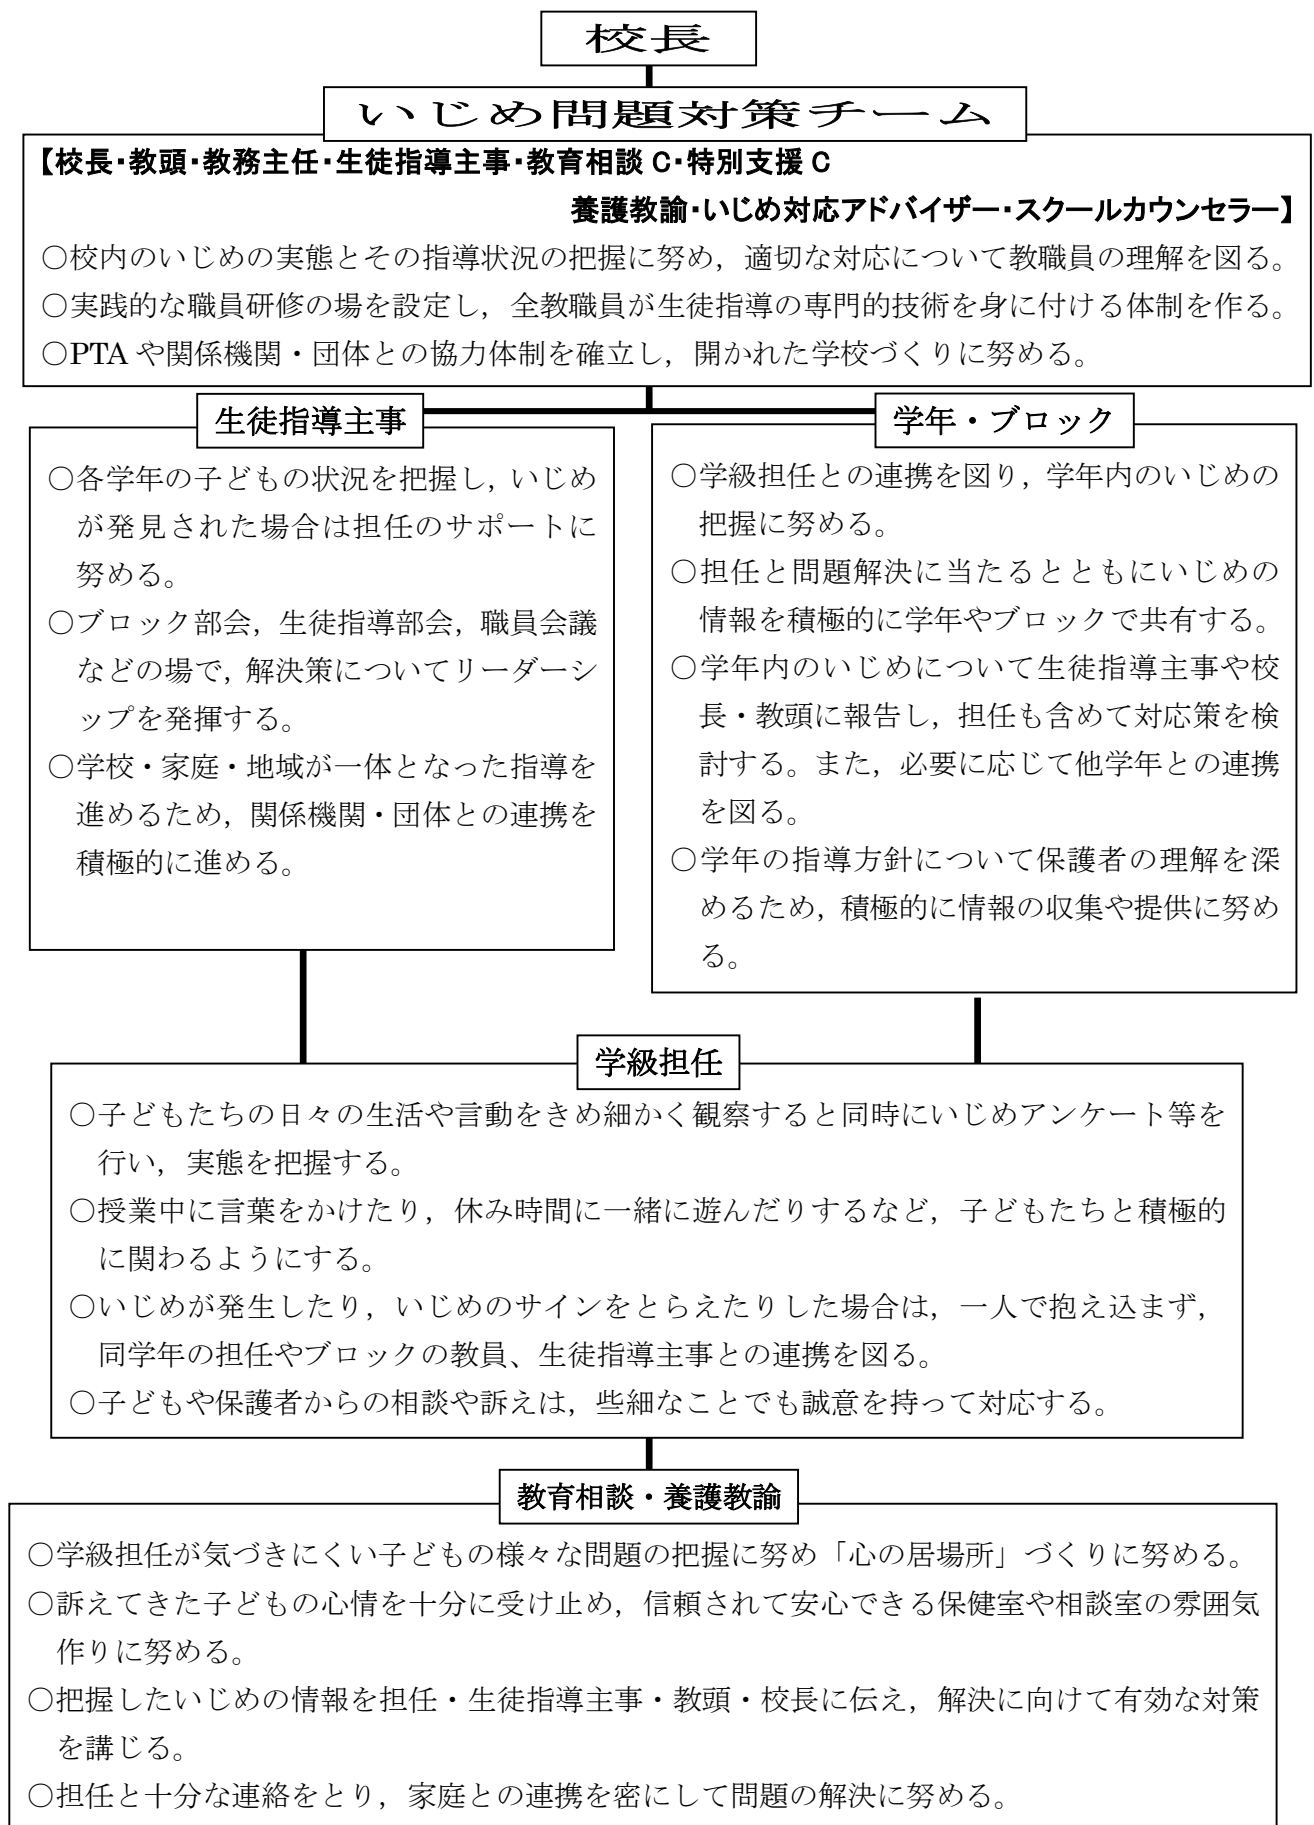 校長
いじめ問題対策チーム
【校長・教頭・教務主任・生徒指導主事・教育相談 C・特別支援 C
養護教諭・いじめ対応アドバイザー・スクールカウンセラー】
○校内のいじめの実態とその指導状況の把握に努め，適切な対応について教職員の理解を図る。
○実践的な職員研修の場を設定し，全教職員が生徒指導の専門的技術を身に付ける体制を作る。
○PTA や関係機関・団体との協力体制を確立し，開かれた学校づくりに努める。
生徒指導主事
○各学年の子どもの状況を把握し，いじめ
が発見された場合は担任のサポートに
努める。
○ブロック部会，生徒指導部会，職員会議
などの場で，解決策についてリーダーシ
ップを発揮する。
○学校・家庭・地域が一体となった指導を
進めるため，関係機関・団体との連携を
積極的に進める。
学年・ブロック
○学級担任との連携を図り，学年内のいじめの
把握に努める。
○担任と問題解決に当たるとともにいじめの
情報を積極的に学年やブロックで共有する。
○学年内のいじめについて生徒指導主事や校
長・教頭に報告し，担任も含めて対応策を検
討する。また，必要に応じて他学年との連携
を図る。
○学年の指導方針について保護者の理解を深
めるため，積極的に情報の収集や提供に努め
る。
学級担任
○子どもたちの日々の生活や言動をきめ細かく観察すると同時にいじめアンケート等を
行い，実態を把握する。
○授業中に言葉をかけたり，休み時間に一緒に遊んだりするなど，子どもたちと積極的
に関わるようにする。
○いじめが発生したり，いじめのサインをとらえたりした場合は，一人で抱え込まず，
同学年の担任やブロックの教員、生徒指導主事との連携を図る。
○子どもや保護者からの相談や訴えは，些細なことでも誠意を持って対応する。
教育相談・養護教諭
○学級担任が気づきにくい子どもの様々な問題の把握に努め「心の居場所」づくりに努める。
○訴えてきた子どもの心情を十分に受け止め，信頼されて安心できる保健室や相談室の雰囲気
作りに努める。
○把握したいじめの情報を担任・生徒指導主事・教頭・校長に伝え，解決に向けて有効な対策
を講じる。
○担任と十分な連絡をとり，家庭との連携を密にして問題の解決に努める。